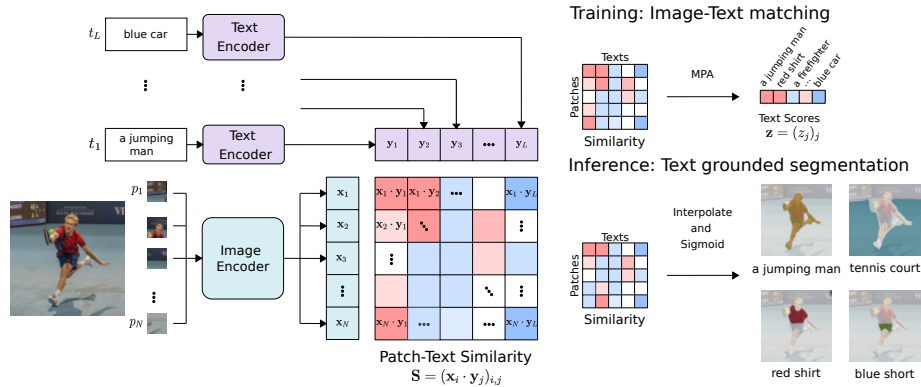 t_L
blue car
Text
Encoder
t_1
a jumping
man
Text
Encoder
y_1 y_2 y_3 ••• y_L
p_1
p_2
p_3
p_N
Image
Encoder
x_1
x_2
x_3
x_N
x_1 · y_1 x_1 · y_2 ••• x_1 · y_L
x_2 · y_1
x_N · y_1 ••• ••• x_N · y_L
Patch-Text Similarity
S = (x_i · y_j)_{i,j}
Training: Image-Text matching
Texts
Patches
Similarity
MPA
a jumping man
red shirt
a firefighter
...
blue car
Text Scores
z = (z_j)_j
Inference: Text grounded segmentation
Texts
Patches
Similarity
Interpolate
and
Sigmoid
a jumping man
tennis court
red shirt
blue short